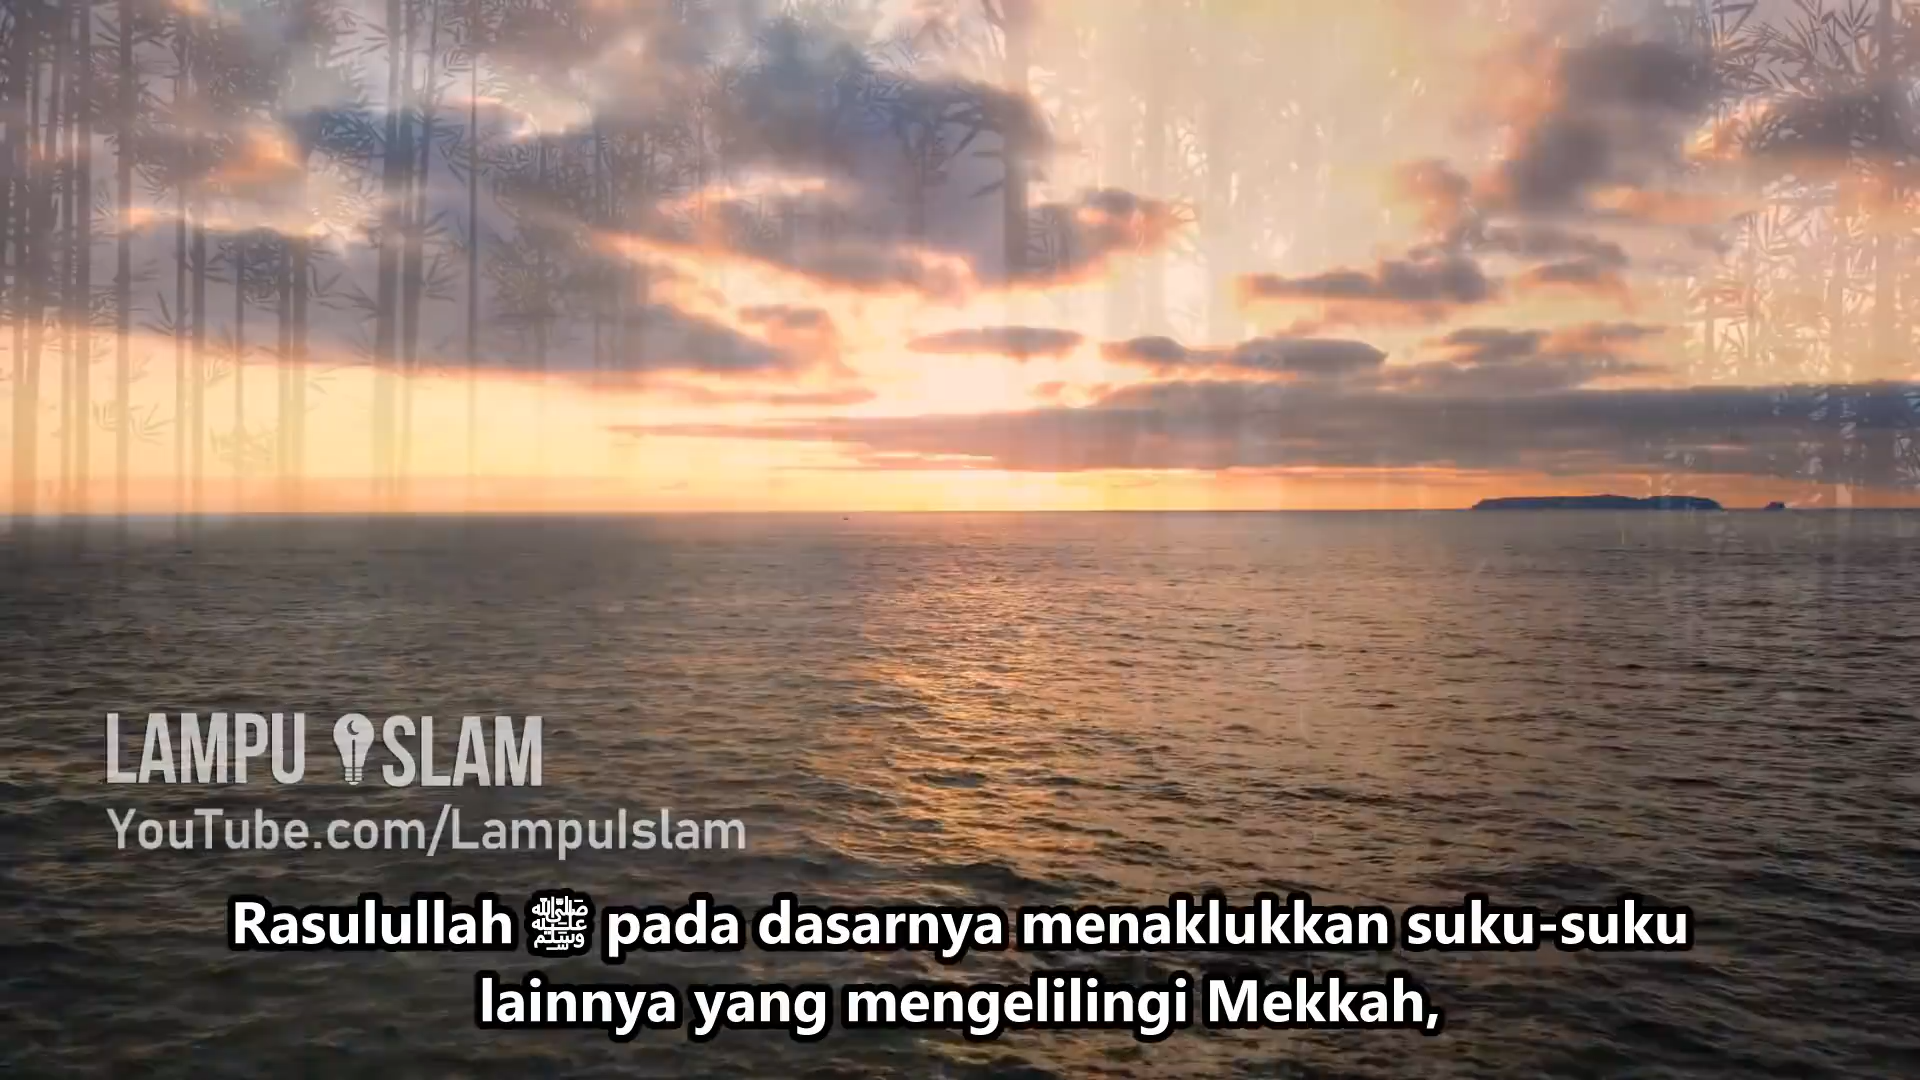 LAMPU ISLAM
YouTube.com/LampuIslam
Rasulullah ﷺ pada dasarnya menaklukkan suku-suku
lainnya yang mengelilingi Mekkah,